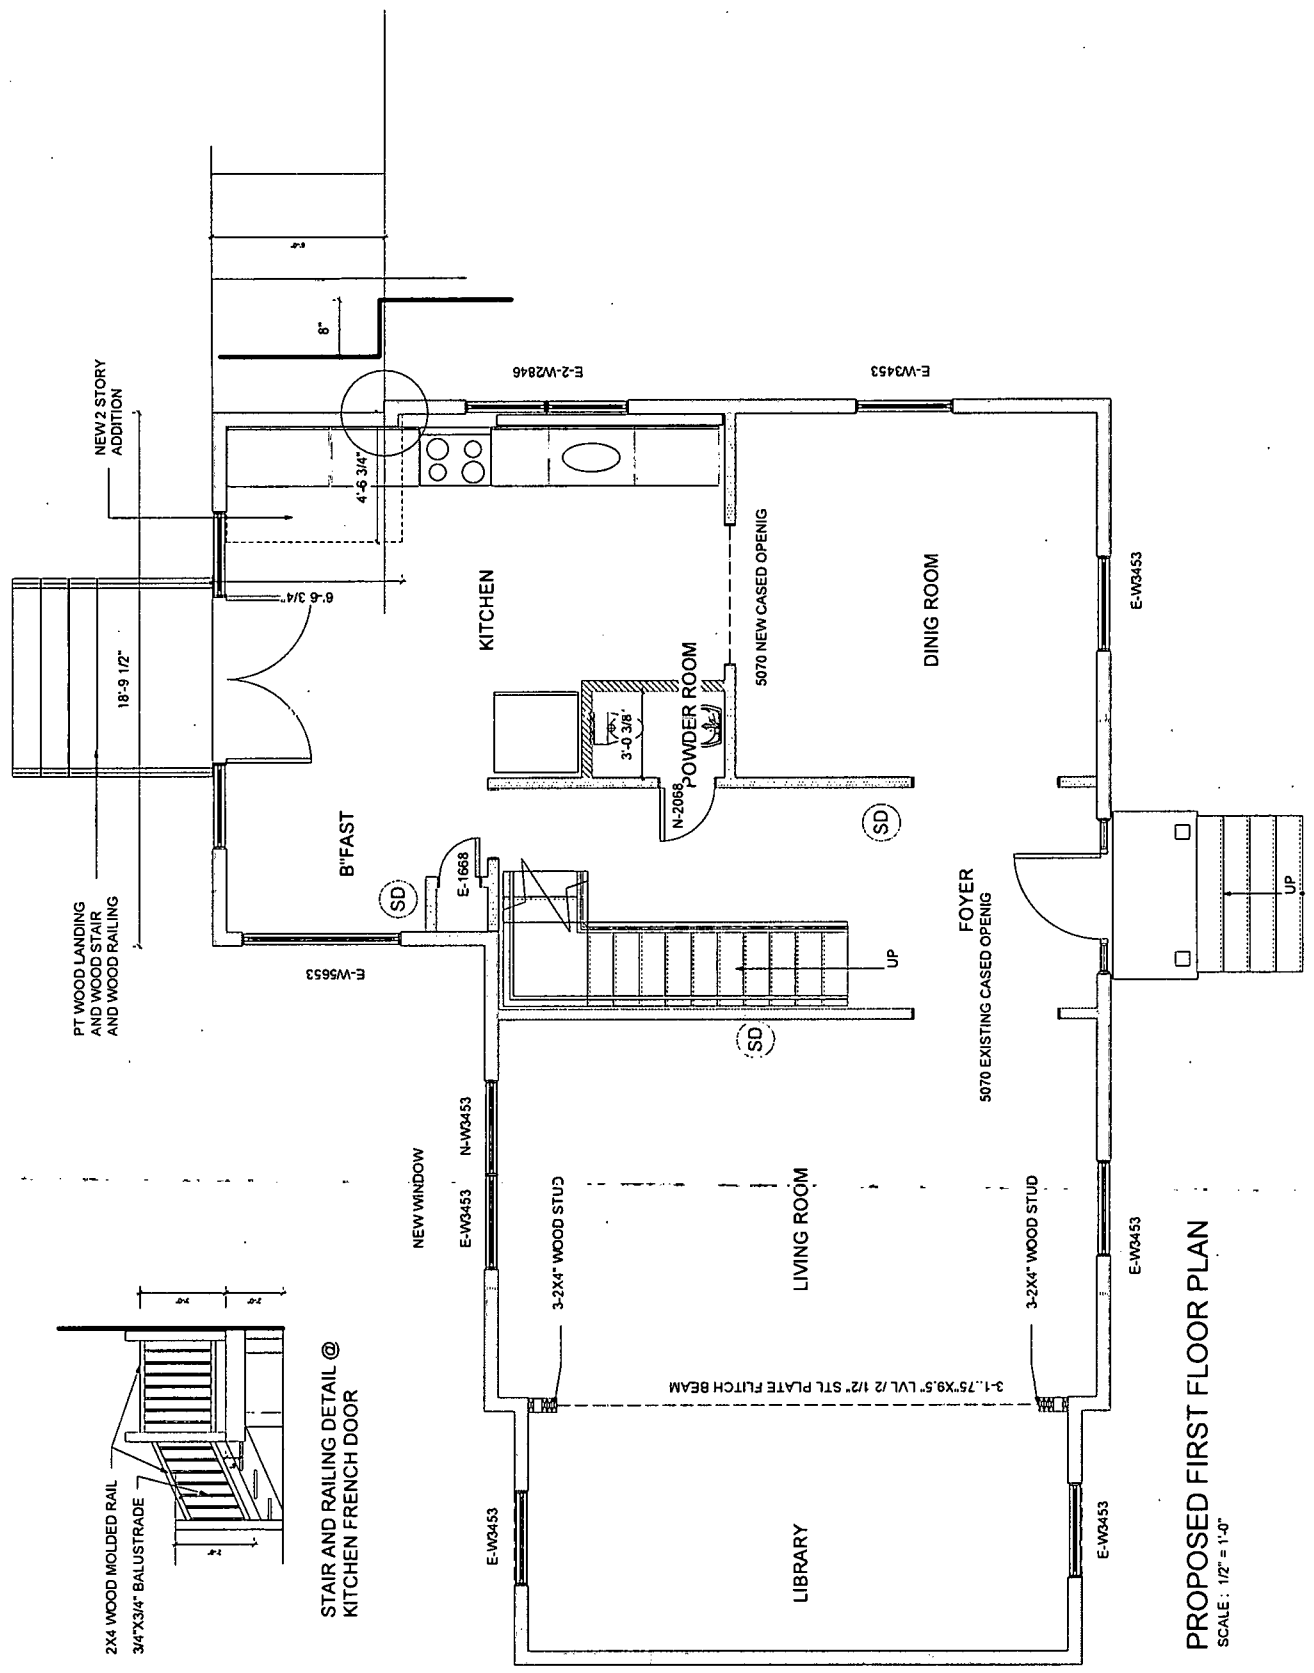 2X4 WOOD MOLDED RAIL
3/4"X3/4" BALUSTRADE
STAIR AND RAILING DETAIL @
KITCHEN FRENCH DOOR
PT WOOD LANDING
AND WOOD STAIR
AND WOOD RAILING
18'-9 1/2"
NEW 2 STORY
ADDITION
8"
6'-6 3/4"
4'-6 3/4"
E-2-W2846
E-W3453
B"FAST
KITCHEN
SD
E-1668
E-W5653
3'-0 3/8"
POWDER ROOM
N-2068
5070 NEW CASED OPENIG
DINIG ROOM
E-W3453
SD
UP
SD
FOYER
5070 EXISTING CASED OPENIG
UP
NEW WINDOW
E-W3453
N-W3453
3-2X4" WOOD STUD
LIVING ROOM
3-2X4" WOOD STUD
E-W3453
3-1..75"X9.5" LVL /2 1/2" STL PLATE FLITCH BEAM
E-W3453
LIBRARY
E-W3453
PROPOSED FIRST FLOOR PLAN
SCALE : 1/2" = 1'-0"